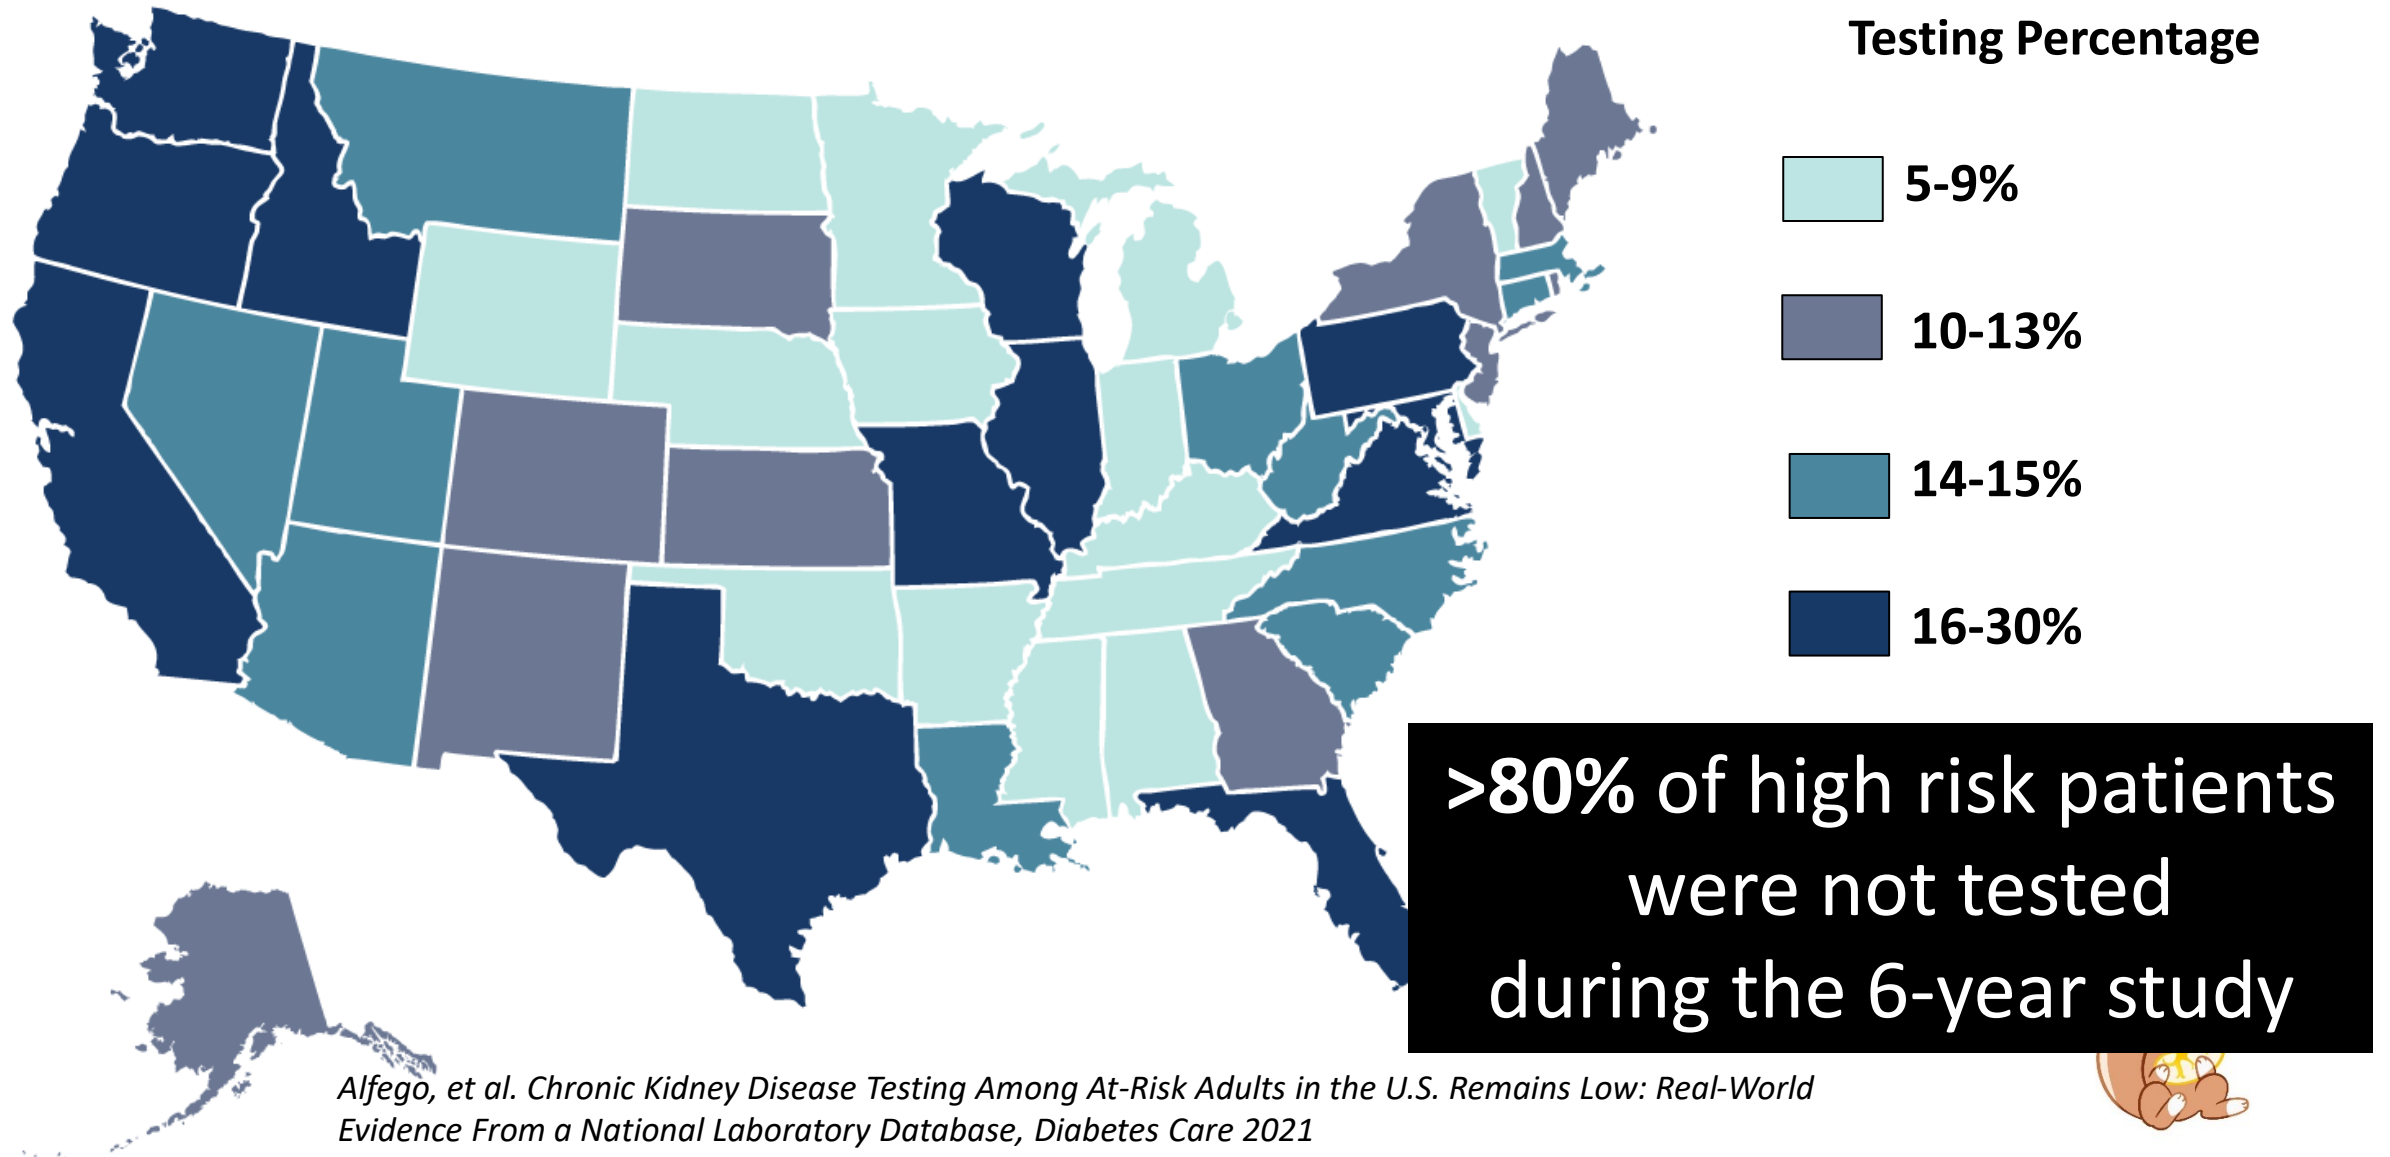 Testing Percentage
5-9%
10-13%
14-15%
16-30%
>80% of high risk patients
were not tested
during the 6-year study
Alfego, et al. Chronic Kidney Disease Testing Among At-Risk Adults in the U.S. Remains Low: Real-World
Evidence From a National Laboratory Database, Diabetes Care 2021